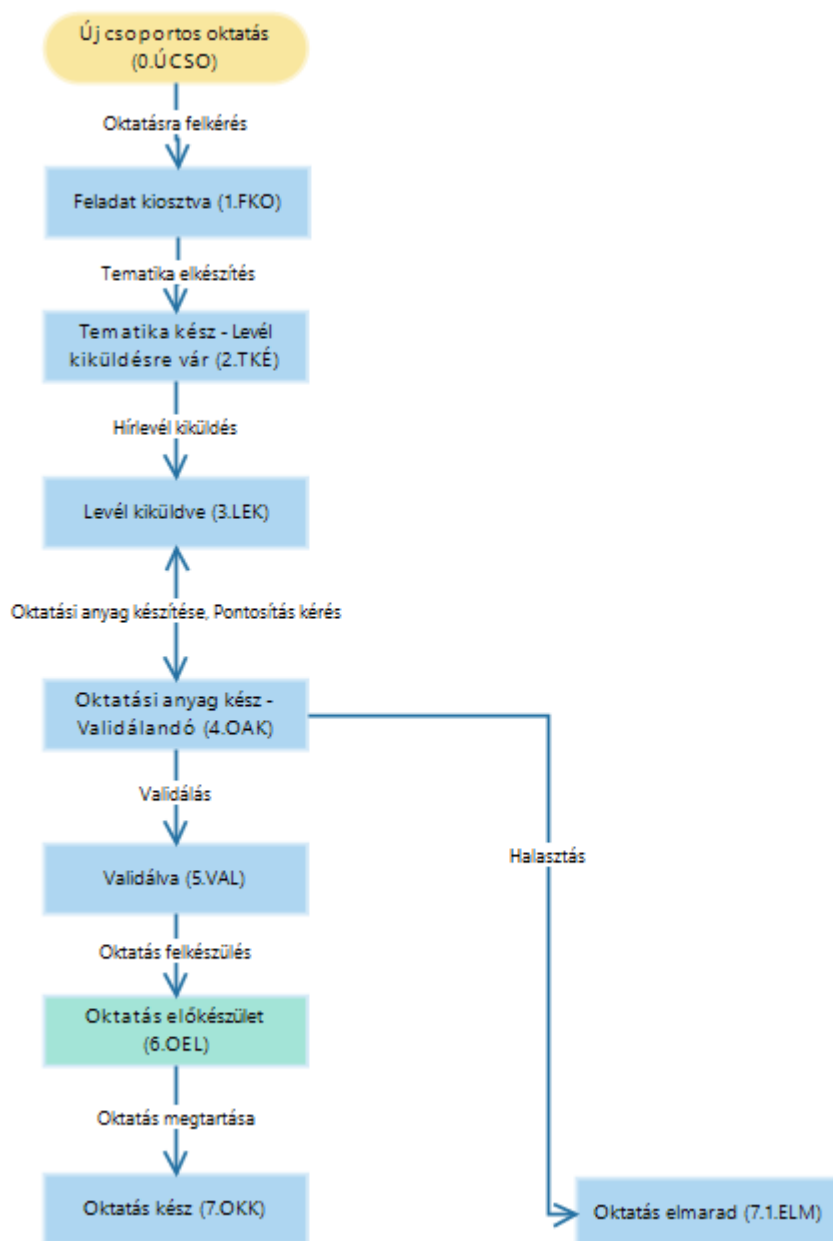 Új csoportos oktatás
(0.ÚCSO)
Oktatásra felkérés
Feladat kiosztva (1.FKO)
Tematika elkészítés
Tematika kész - Levél
kiküldésre vár (2.TKÉ)
Hírlevél kiküldés
Levél kiküldve (3.LEK)
Oktatási anyag készítése, Pontosítás kérés
Oktatási anyag kész -
Validálandó (4.OAK)
Validálás
Halasztás
Validálva (5.VAL)
Oktatás felkészülés
Oktatás előkészület
(6.OEL)
Oktatás megtartása
Oktatás kész (7.OKK)
Oktatás elmarad (7.1.ELM)